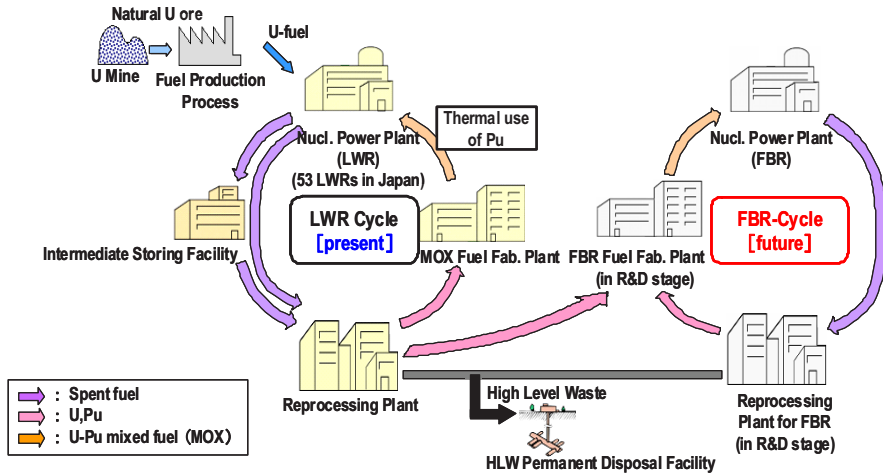 Natural U ore
U-fuel
U Mine
Fuel Production
Process
Thermal use
of Pu
Nucl. Power Plant
(LWR)
(53 LWRs in Japan)
Nucl. Power Plant
(FBR)
LWR Cycle
[present]
FBR-Cycle
[future]
Intermediate Storing Facility
MOX Fuel Fab. Plant
FBR Fuel Fab. Plant
(in R&D stage)
: Spent fuel
: U,Pu
: U-Pu mixed fuel (MOX)
Reprocessing Plant
High Level Waste
HLW Permanent Disposal Facility
Reprocessing
Plant for FBR
(in R&D stage)